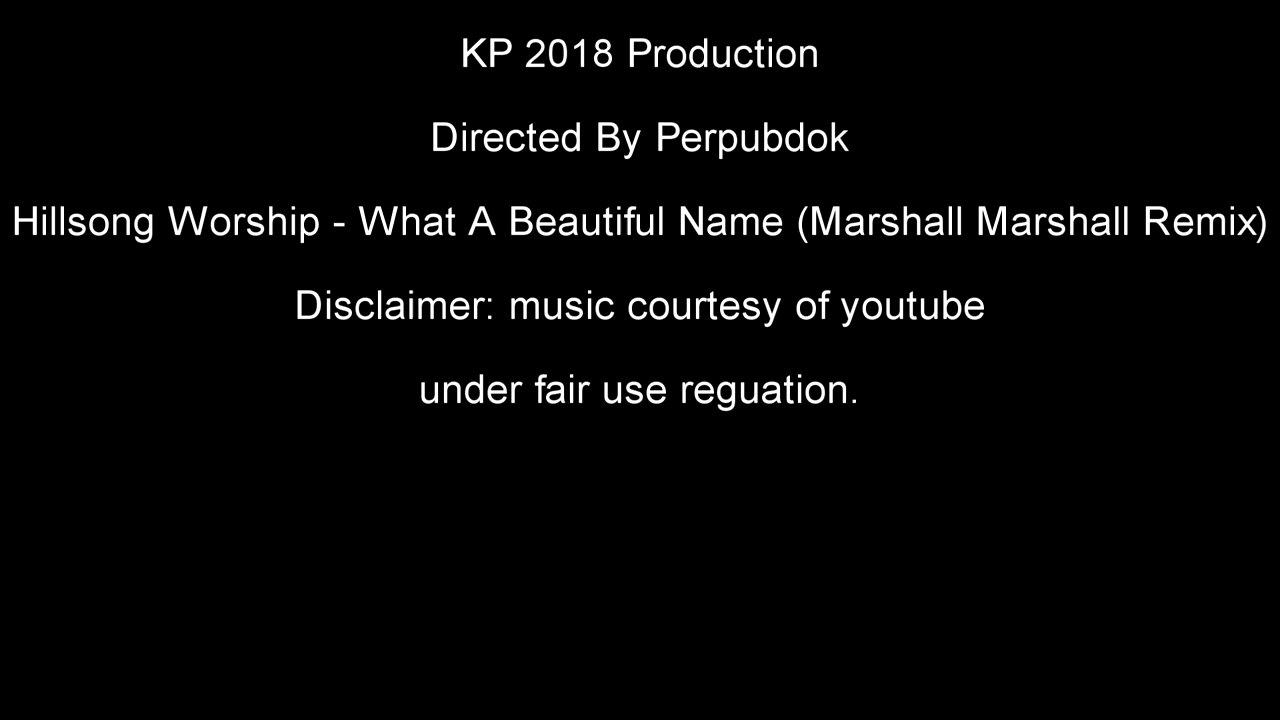 KP 2018 Production
Directed By Perpubdok
Hillsong Worship - What A Beautiful Name (Marshall Marshall Remix)
Disclaimer: music courtesy of youtube
under fair use reguation.